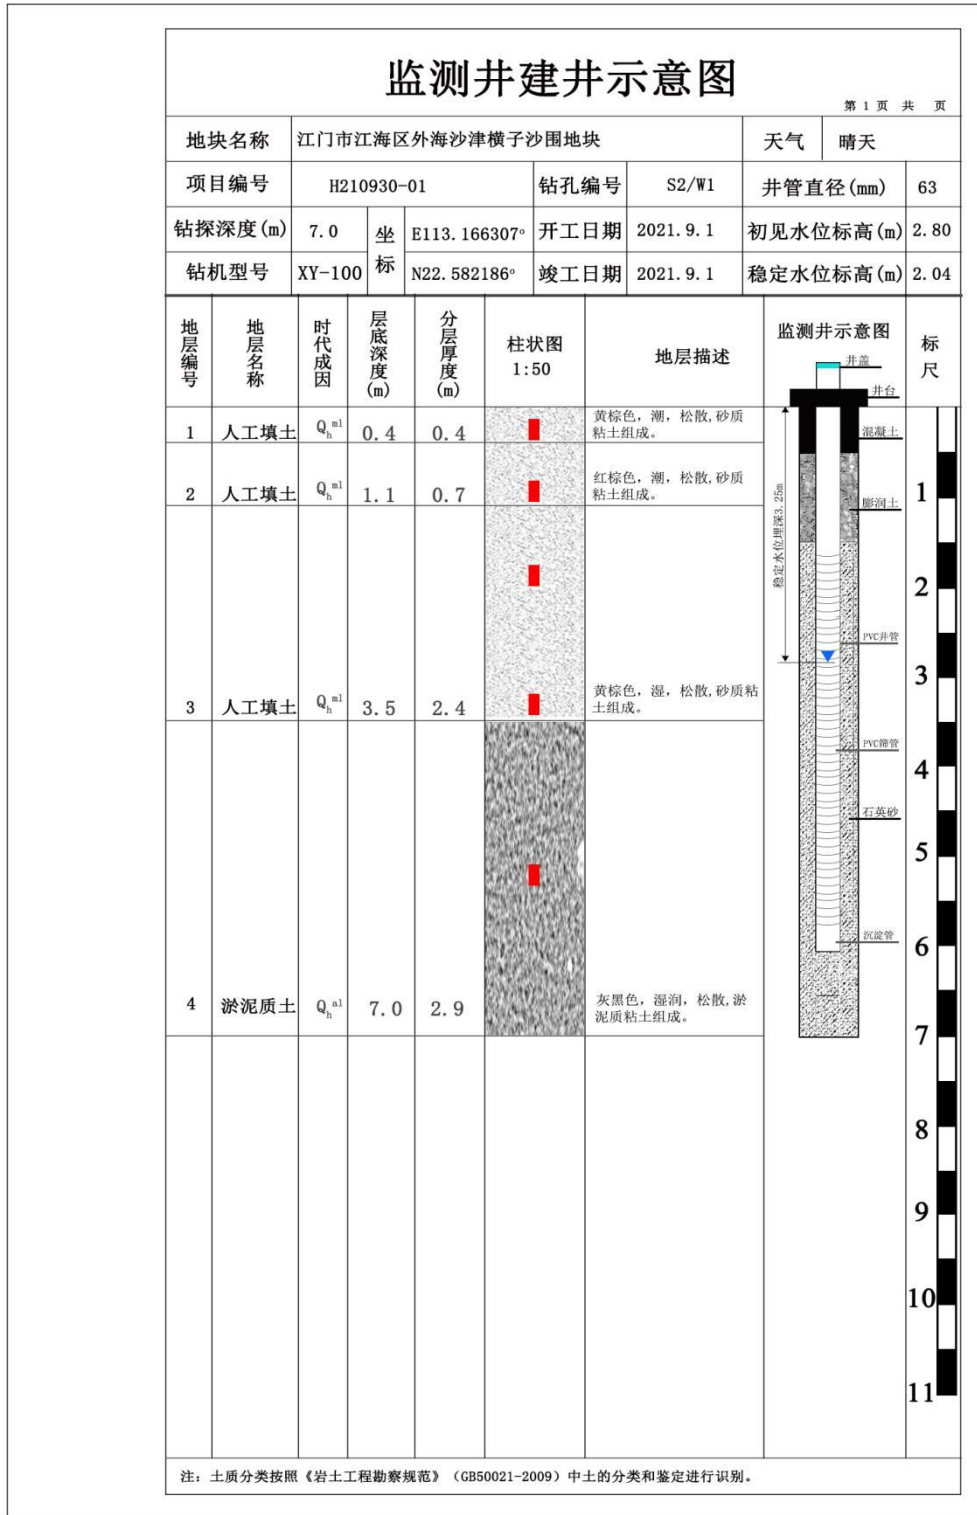 监测井建井示意图
第 1 页 共 页
地块名称 江门市江海区外海沙津横子沙围地块 天气 晴天
项目编号 H210930-01 钻孔编号 S2/W1 井管直径(mm) 63
钻探深度(m) 7.0 坐标 E113.166307° 开工日期 2021.9.1 初见水位标高(m) 2.80
钻机型号 XY-100 N22.582186° 竣工日期 2021.9.1 稳定水位标高(m) 2.04
地层编号 地层名称 时代成因 层底深度(m) 分层厚度(m) 柱状图 1:50 地层描述 监测井示意图 标尺
井盖
井台
1 人工填土 Qhml 0.4 0.4 黄棕色，潮，松散,砂质
粘土组成。
混凝土
2 人工填土 Qhml 1.1 0.7 红棕色，潮，松散,砂质
粘土组成。
1
膨润土
稳定水位埋深3.25m
2
PVC井管
3
3 人工填土 Qhml 3.5 2.4 黄棕色，湿，松散,砂质粘
土组成。
PVC筛管
4
石英砂
5
沉淀管
6
4 淤泥质土 Qhal 7.0 2.9 灰黑色，湿润，松散,淤
泥质粘土组成。
7
8
9
10
11
注：土质分类按照《岩土工程勘察规范》（GB50021-2009）中土的分类和鉴定进行识别。